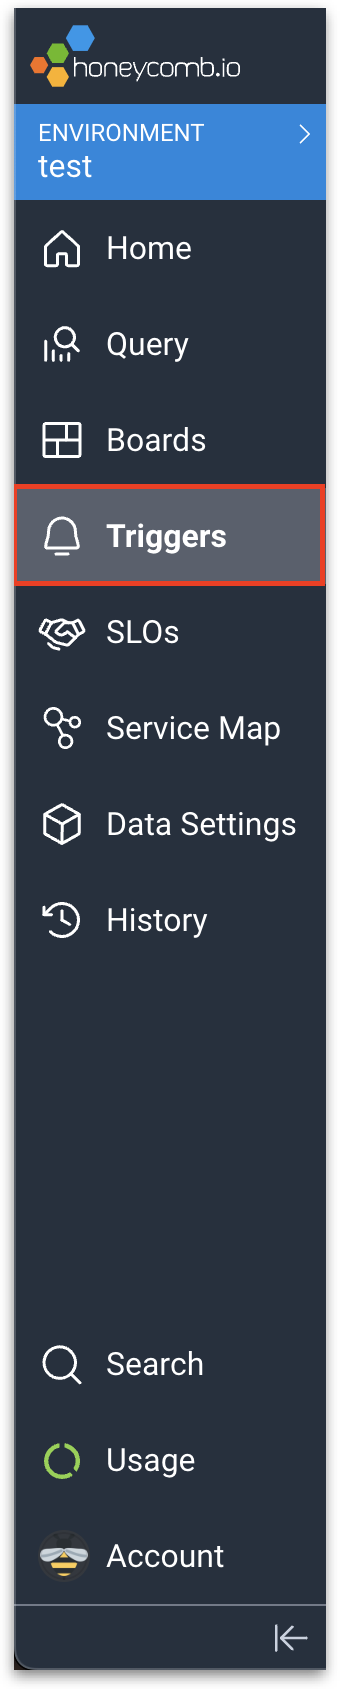 honeycomb.io
ENVIRONMENT
test
Home
Query
Boards
Triggers
SLOs
Service Map
Data Settings
History
Search
Usage
Account